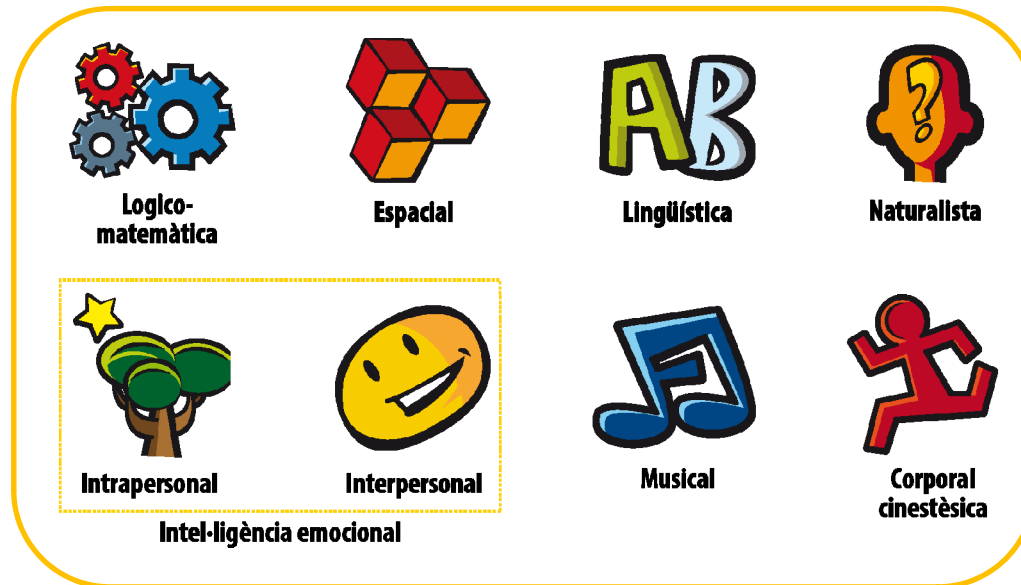 Logico-
matemàtica
Espacial
Lingüística
Naturalista
Intrapersonal
Interpersonal
Musical
Corporal
cinestèsica
Intel·ligència emocional